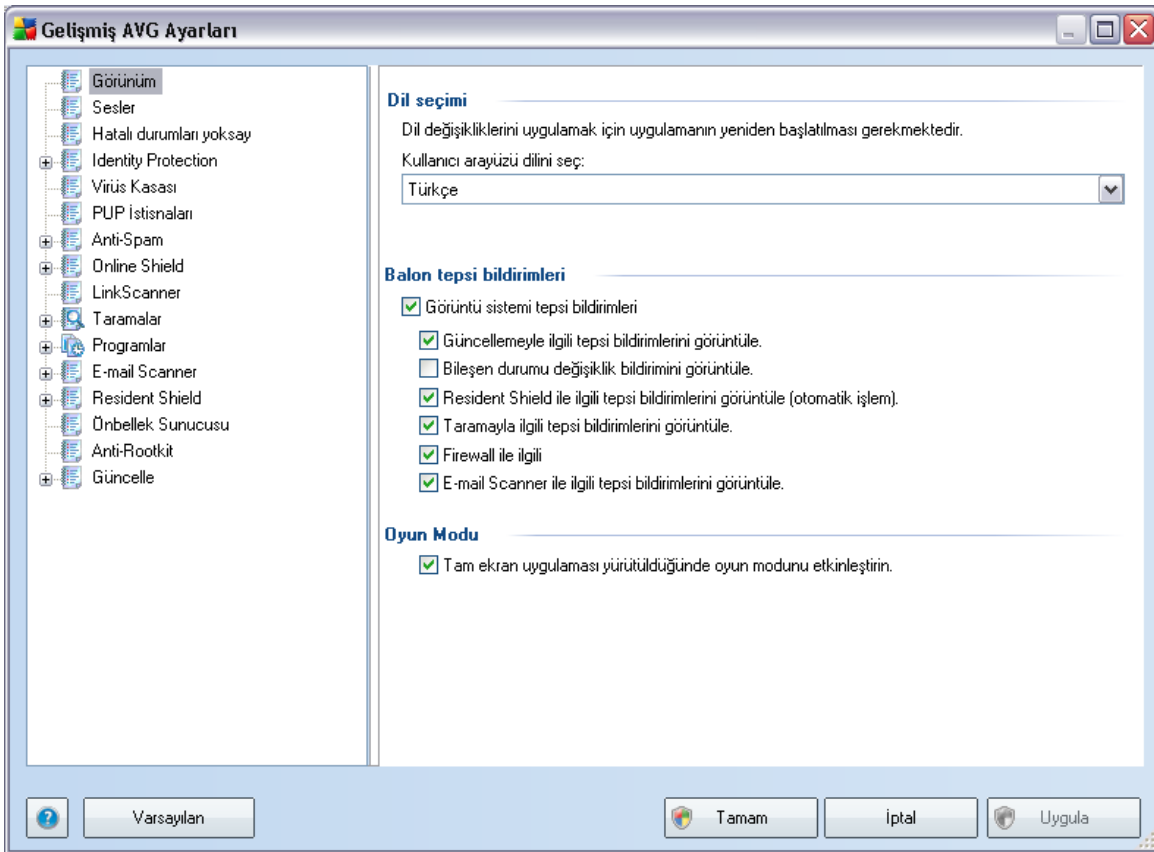 Gelişmiş AVG Ayarları
Görünüm
Sesler
Hatalı durumları yoksay
Identity Protection
Virüs Kasası
PUP İstisnaları
Anti-Spam
Online Shield
LinkScanner
Taramalar
Programlar
E-mail Scanner
Resident Shield
Önbellek Sunucusu
Anti-Rootkit
Güncelle
Dil seçimi
Dil değişikliklerini uygulamak için uygulamanın yeniden başlatılması gerekmektedir.
Kullanıcı arayüzü dilini seç:
Türkçe
Balon tepsi bildirimleri
Görüntü sistemi tepsi bildirimleri
Güncellemeyle ilgili tepsi bildirimlerini görüntüle.
Bileşen durumu değişiklik bildirimini görüntüle.
Resident Shield ile ilgili tepsi bildirimlerini görüntüle (otomatik işlem).
Taramayla ilgili tepsi bildirimlerini görüntüle.
Firewall ile ilgili
E-mail Scanner ile ilgili tepsi bildirimlerini görüntüle.
Oyun Modu
Tam ekran uygulaması yürütüldüğünde oyun modunu etkinleştirin.
Varsayılan
Tamam
İptal
Uygula